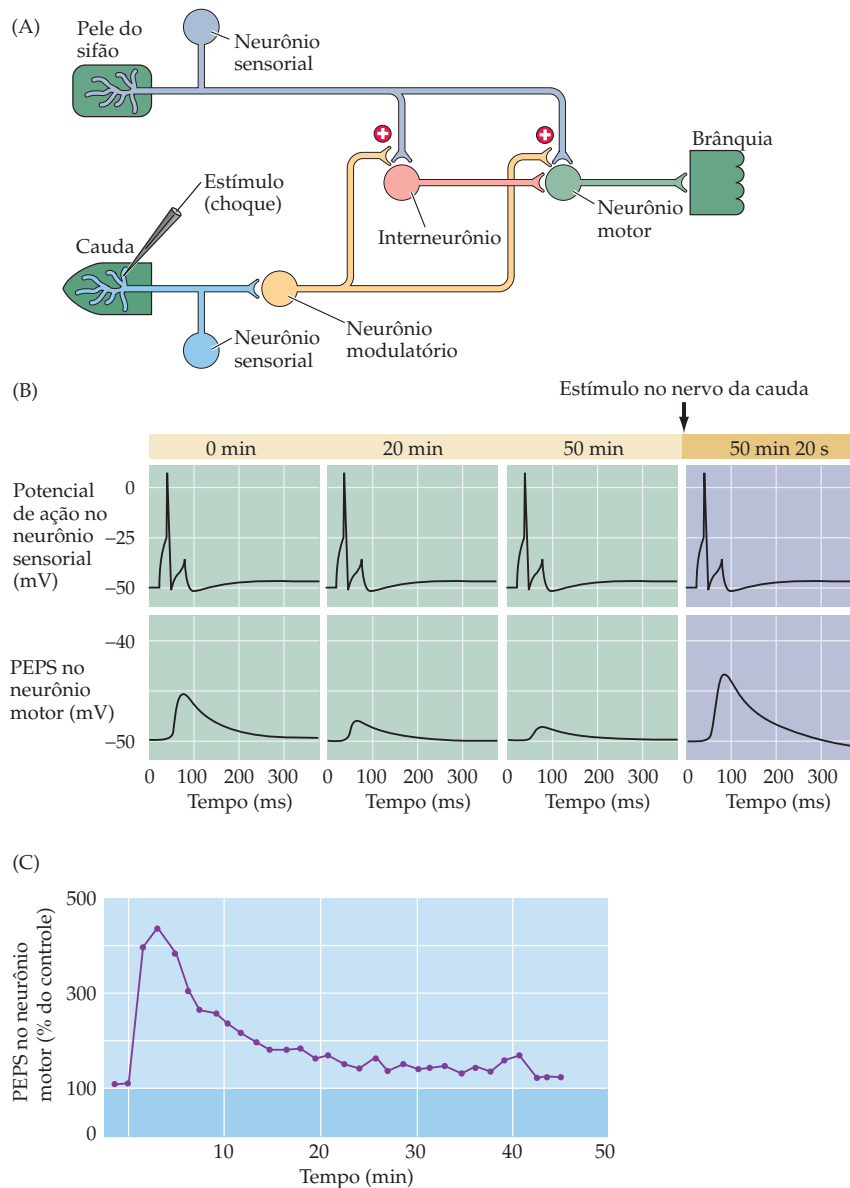 (A)
Pele do
sifão
Neurônio
sensorial
Brânquia
Estímulo
(choque)
Interneurônio
Neurônio
motor
Cauda
Neurônio
sensorial
Neurônio
modulatório
(B)
Estímulo no nervo da cauda
0 min
20 min
50 min
50 min 20 s
Potencial
de ação no
neurônio
sensorial
(mV)
0
–25
–50
PEPS no
neurônio
motor (mV)
–40
–50
0 100 200 300
0 100 200 300
0 100 200 300
0 100 200 300
Tempo (ms)
Tempo (ms)
Tempo (ms)
Tempo (ms)
(C)
PEPS no neurônio
motor (% do controle)
500
300
100
0
10 20 30 40 50
Tempo (min)